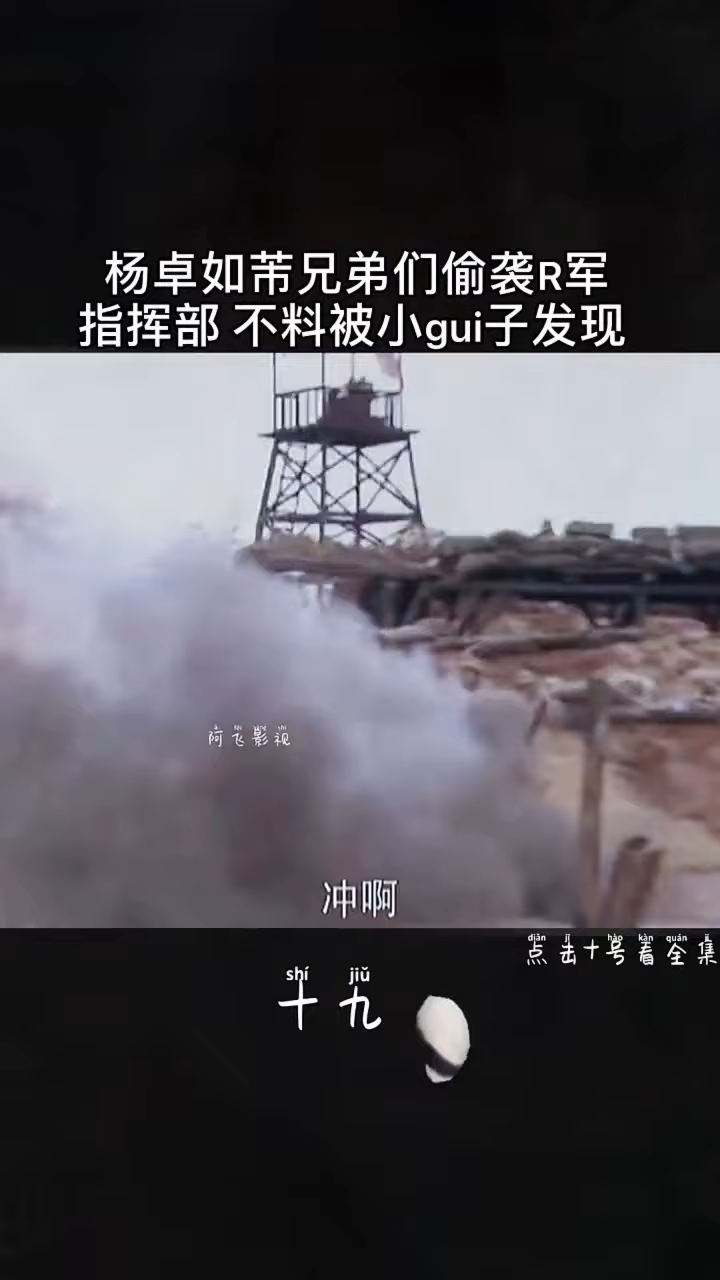 杨卓如芾兄弟们偷袭R军
指挥部 不料被小gui子发现
阿飞影视
冲啊
diǎn jī hào kàn quán jí
点击十号看全集
shí jiǔ
十九